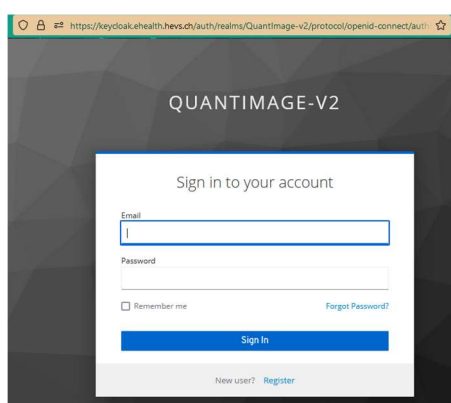 https://keycloak.ehealth.hevs.ch/auth/realms/QuantImage-v2/protocol/openid-connect/auth
QUANTIMAGE-V2
Sign in to your account
Email
Password
Remember me Forgot Password?
Sign In
New user? Register